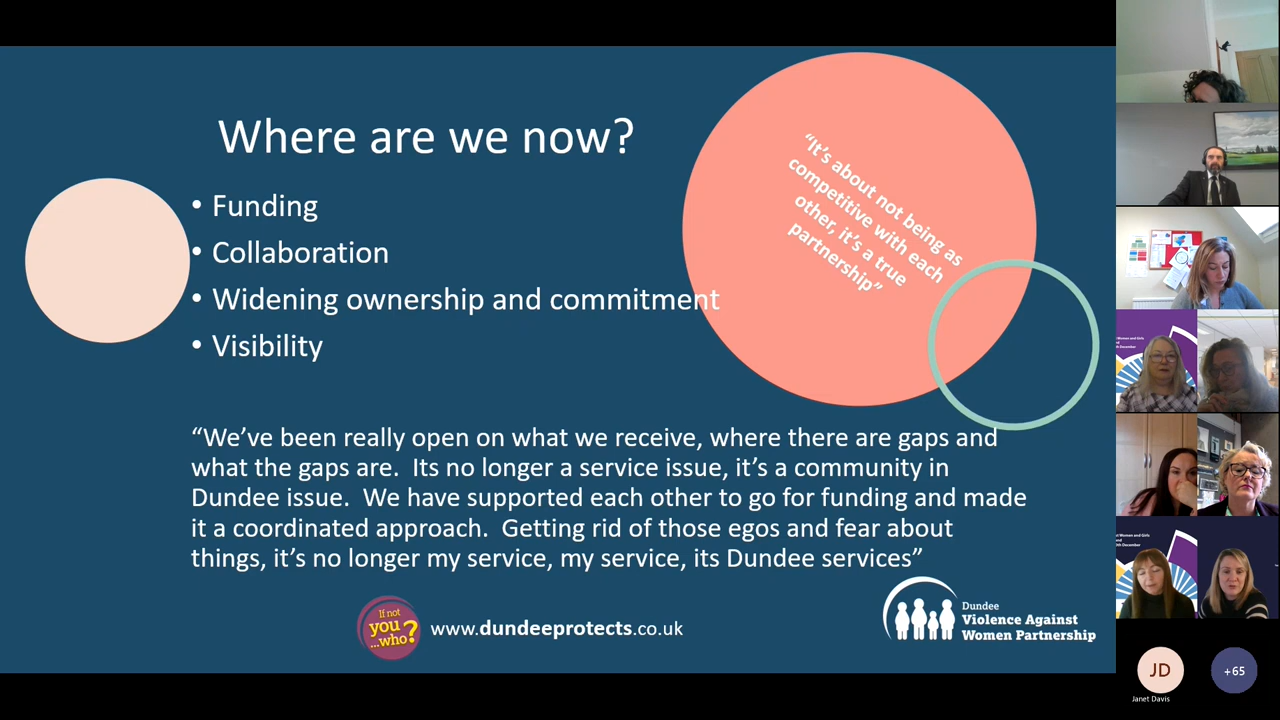 Where are we now?
• Funding
• Collaboration
• Widening ownership and commitment
• Visibility
“It’s about not being as
competitive with each
other, it’s a true
partnership”
“We’ve been really open on what we receive, where there are gaps and
what the gaps are.  Its no longer a service issue, it’s a community in
Dundee issue.  We have supported each other to go for funding and made
it a coordinated approach.  Getting rid of those egos and fear about
things, it’s no longer my service, my service, its Dundee services”
If not
you
...who?
www.dundeeprotects.co.uk
Dundee
Violence Against
Women Partnership
JD
Janet Davis
+65